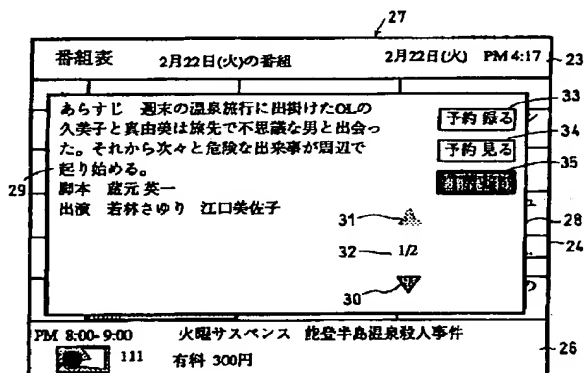 27
番組表 2月22日(火)の番組 2月22日(火) PM 4:17 23
33
あらすじ 週末の温泉旅行に出掛けたOLの 予約 録る
久美子と真由美は旅先で不思議な男と出会っ 34
た。それから次々と危険な出来事が周辺で 予約 見る
起り始める。 35
29
脚本 蔵元 英一
出演 若林さゆり 江口美佐子
31
28
24
32 1/2
30
PM 8:00-9:00 火曜サスペンス 能登半島温泉殺人事件
111 有料 300円 26